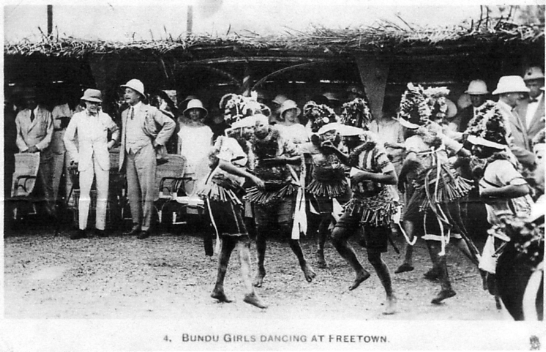 4. BUNDU GIRLS DANCING AT FREETOWN.